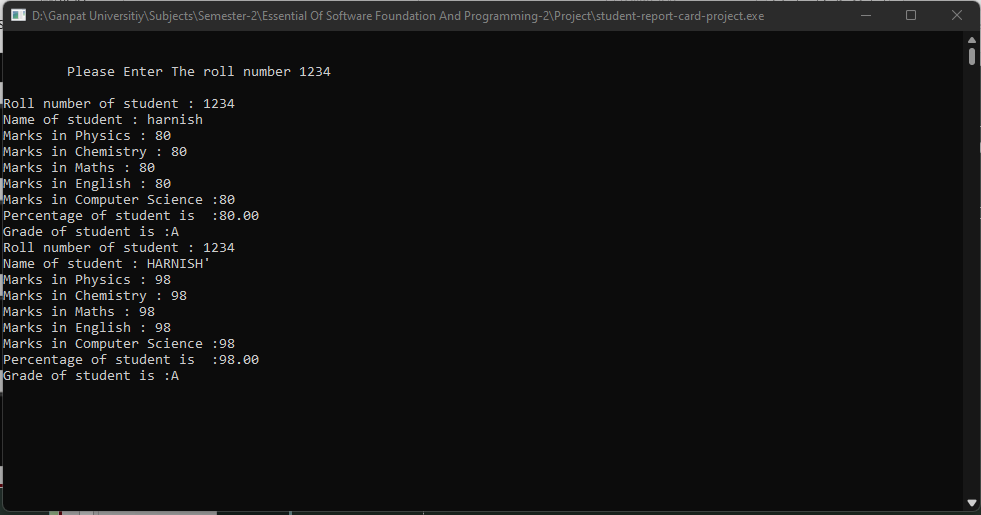 D:\Ganpat Universitiy\Subjects\Semester-2\Essential Of Software Foundation And Programming-2\Project\student-report-card-project.exe
Please Enter The roll number 1234
Roll number of student : 1234
Name of student : harnish
Marks in Physics : 80
Marks in Chemistry : 80
Marks in Maths : 80
Marks in English : 80
Marks in Computer Science :80
Percentage of student is  :80.00
Grade of student is :A
Roll number of student : 1234
Name of student : HARNISH'
Marks in Physics : 98
Marks in Chemistry : 98
Marks in Maths : 98
Marks in English : 98
Marks in Computer Science :98
Percentage of student is  :98.00
Grade of student is :A